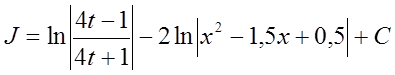 J = ln|(4t − 1)/(4t + 1)| − 2 ln|x² − 1,5x + 0,5| + C